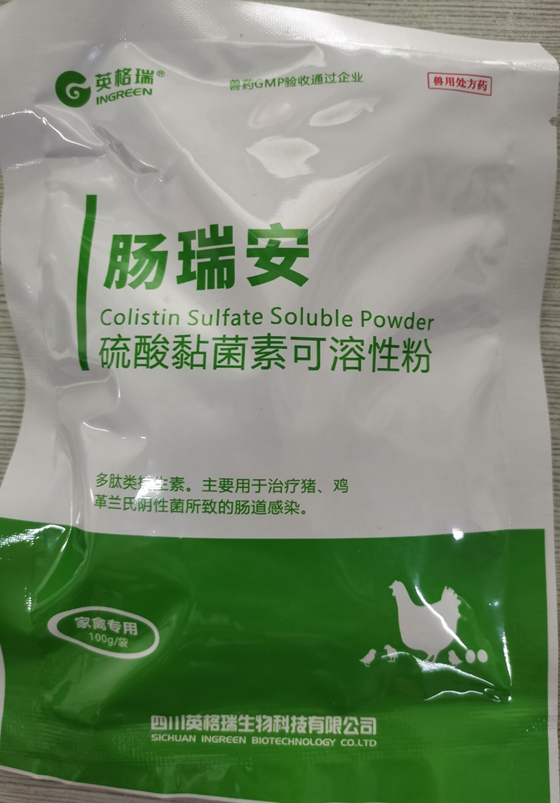 英格瑞®
INGREEN
兽药GMP验收通过企业
兽用处方药
肠瑞安
Colistin Sulfate Soluble Powder
硫酸黏菌素可溶性粉
多肽类抗生素。主要用于治疗猪、鸡
革兰氏阴性菌所致的肠道感染。
家禽专用
100g/袋
四川英格瑞生物科技有限公司
SICHUAN INGREEN BIOTECHNOLOGY CO.LTD